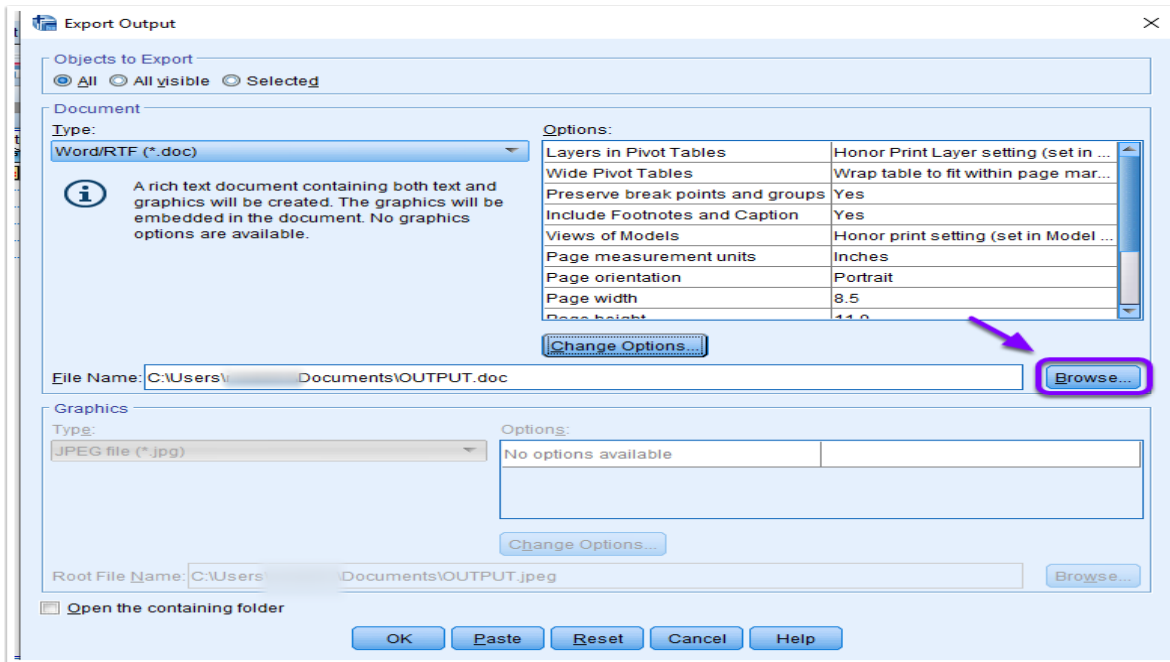 Export Output
Objects to Export
All All visible Selected
Document
Type:
Word/RTF (*.doc)
A rich text document containing both text and
graphics will be created. The graphics will be
embedded in the document. No graphics
options are available.
Options:
Layers in Pivot Tables Honor Print Layer setting (set in ...
Wide Pivot Tables Wrap table to fit within page mar...
Preserve break points and groups Yes
Include Footnotes and Caption Yes
Views of Models Honor print setting (set in Model ...
Page measurement units Inches
Page orientation Portrait
Page width 8.5
Page height
Change Options...
File Name: C:\Users\ Documents\OUTPUT.doc
Browse...
Graphics
Type:
JPEG file (*.jpg)
Options:
No options available
Change Options...
Root File Name: C:\Users \Documents\OUTPUT.jpeg
Browse...
Open the containing folder
OK Paste Reset Cancel Help